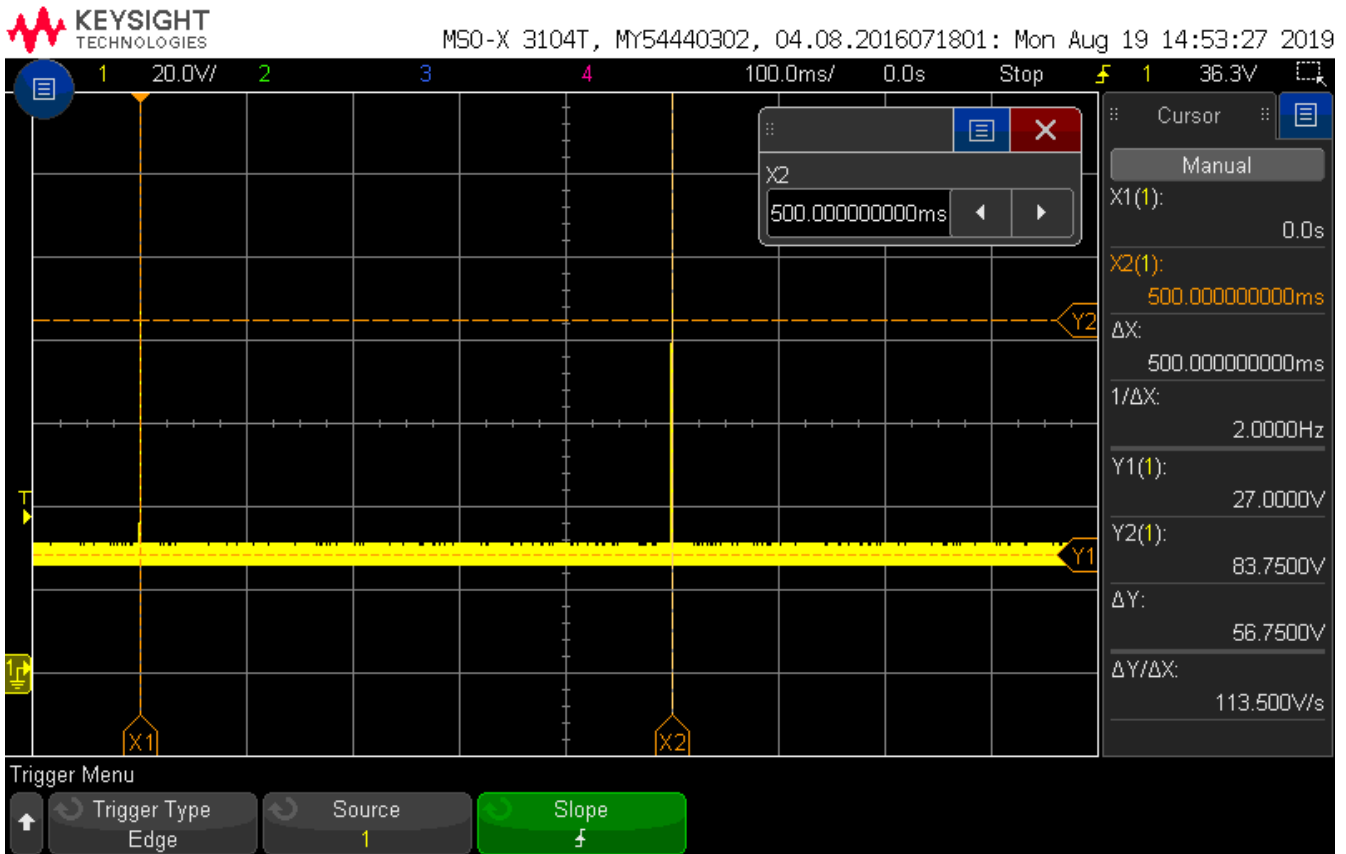 KEYSIGHT
TECHNOLOGIES
MSO-X 3104T, MY54440302, 04.08.2016071801: Mon Aug 19 14:53:27 2019
1 20.0V/ 2 3 4 100.0ms/ 0.0s Stop 1 36.3V
Cursor
Manual
X1(1):
0.0s
X2(1):
500.000000000ms
ΔX:
500.000000000ms
1/ΔX:
2.0000Hz
Y1(1):
27.0000V
Y2(1):
83.7500V
ΔY:
56.7500V
ΔY/ΔX:
113.500V/s
X2
500.000000000ms
Y2
T
Y1
1
X1
X2
Trigger Menu
Trigger Type
Edge
Source
1
Slope